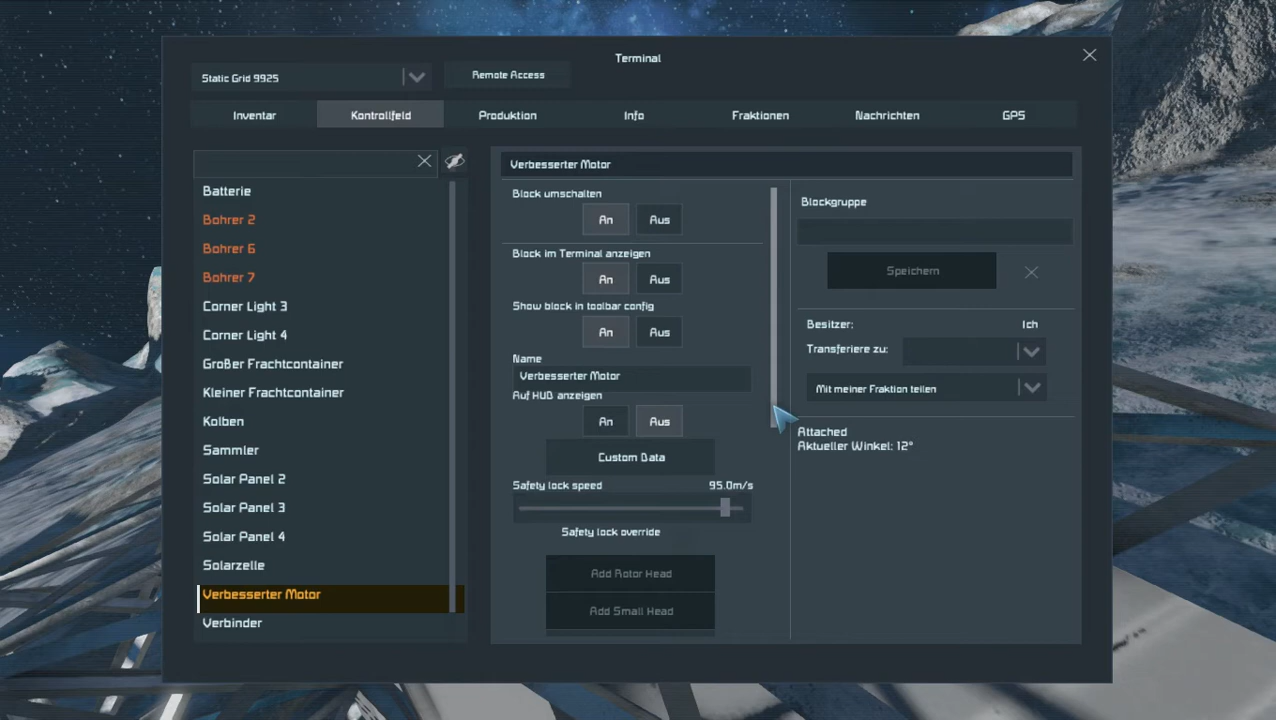 Terminal
Static Grid 9925
Remote Access
Inventar
Kontrollfeld
Produktion
Info
Fraktionen
Nachrichten
GPS
Batterie
Bohrer 2
Bohrer 6
Bohrer 7
Corner Light 3
Corner Light 4
Großer Frachtcontainer
Kleiner Frachtcontainer
Kolben
Sammler
Solar Panel 2
Solar Panel 3
Solar Panel 4
Solarzelle
Verbesserter Motor
Verbinder
Verbesserter Motor
Block umschalten
An Aus
Block im Terminal anzeigen
An Aus
Show block in toolbar config
An Aus
Name
Verbesserter Motor
Auf HUD anzeigen
An Aus
Custom Data
Safety lock speed 95.0m/s
Safety lock override
Add Rotor Head
Add Small Head
Blockgruppe
Speichern
Besitzer: Ich
Transferiere zu:
Mit meiner Fraktion teilen
Attached
Aktueller Winkel: 12°